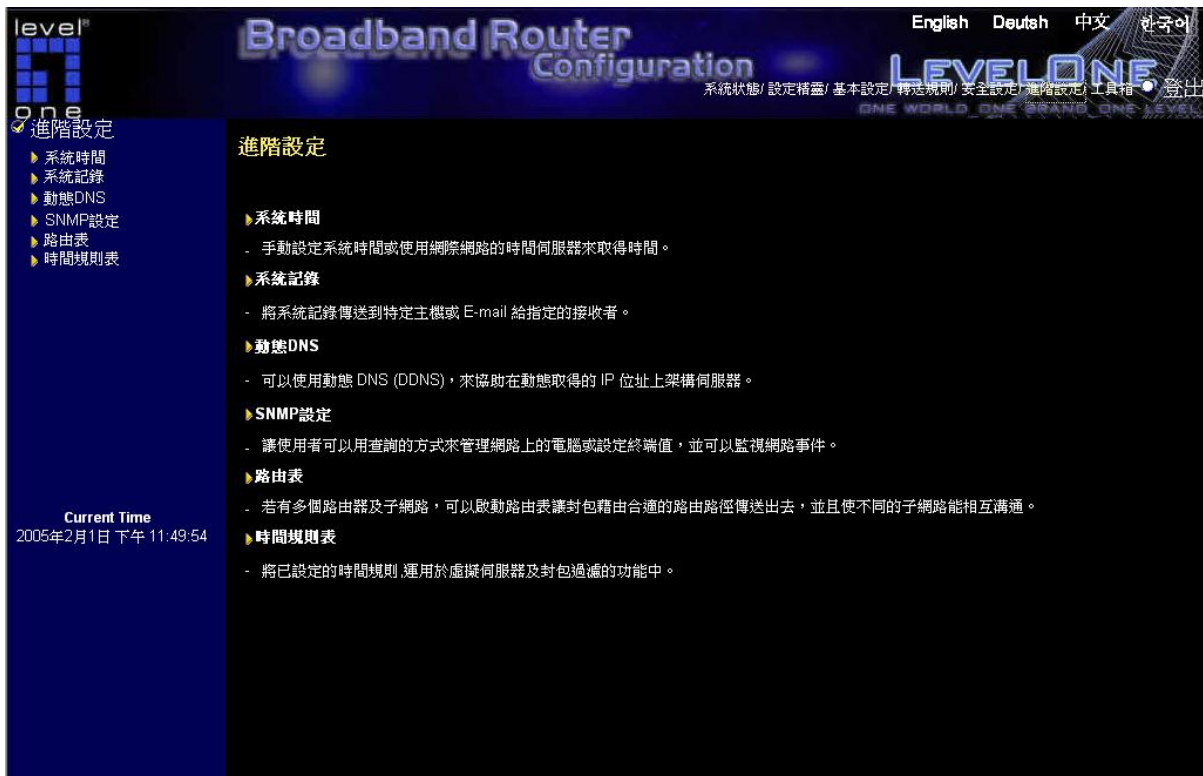 level®
one
Broadband Router
Configuration
English Deutsh 中文 한국어
LEVELONE
系統狀態/ 設定精靈/ 基本設定/ 轉送規則/ 安全設定/ 進階設定/ 工具箱 登出
ONE WORLD_ONE BRAND_ONE LEVEL
進階設定
系統時間
系統記錄
動態DNS
SNMP設定
路由表
時間規則表
Current Time
2005年2月1日 下午 11:49:54
進階設定
系統時間
- 手動設定系統時間或使用網際網路的時間伺服器來取得時間。
系統記錄
- 將系統記錄傳送到特定主機或 E-mail 給指定的接收者。
動態DNS
- 可以使用動態 DNS (DDNS)，來協助在動態取得的 IP 位址上架構伺服器。
SNMP設定
- 讓使用者可以用查詢的方式來管理網路上的電腦或設定終端值，並可以監視網路事件。
路由表
- 若有多個路由器及子網路，可以啟動路由表讓封包藉由合適的路由路徑傳送出去，並且使不同的子網路能相互溝通。
時間規則表
- 將已設定的時間規則,運用於虛擬伺服器及封包過濾的功能中。